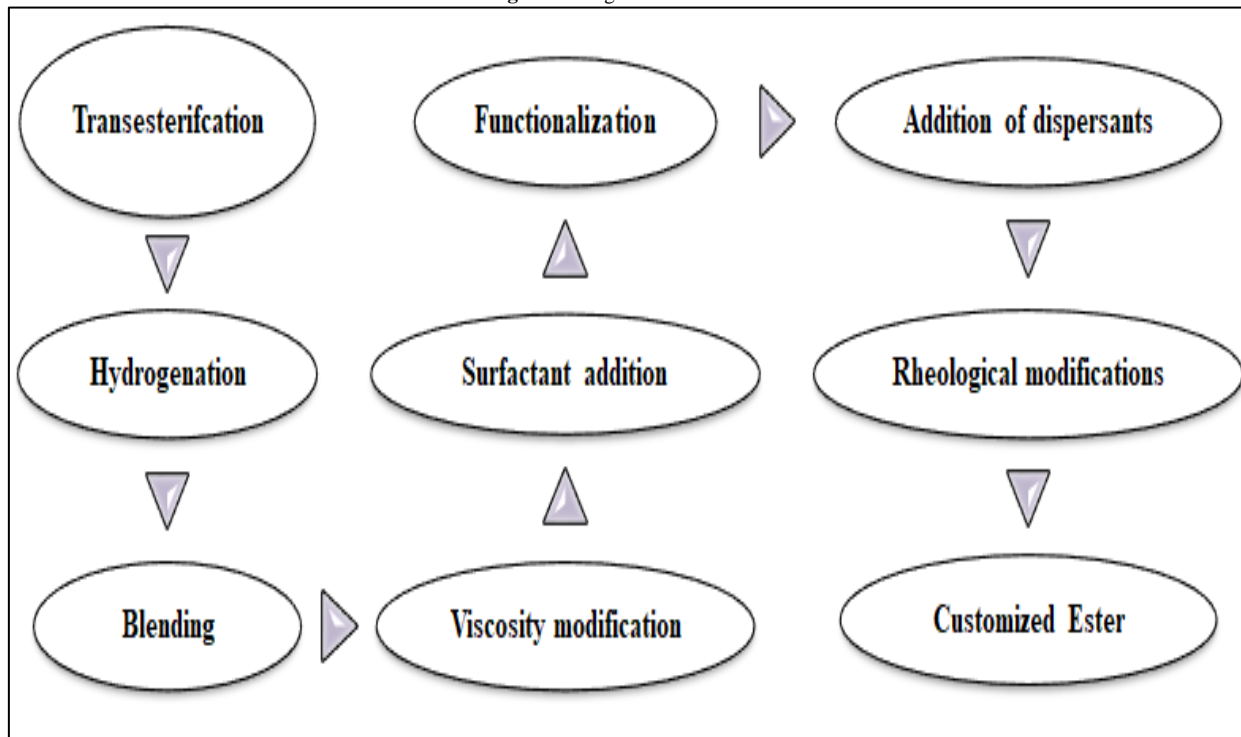 Transesterifcation
Functionalization
Addition of dispersants
Hydrogenation
Surfactant addition
Rheological modifications
Blending
Viscosity modification
Customized Ester